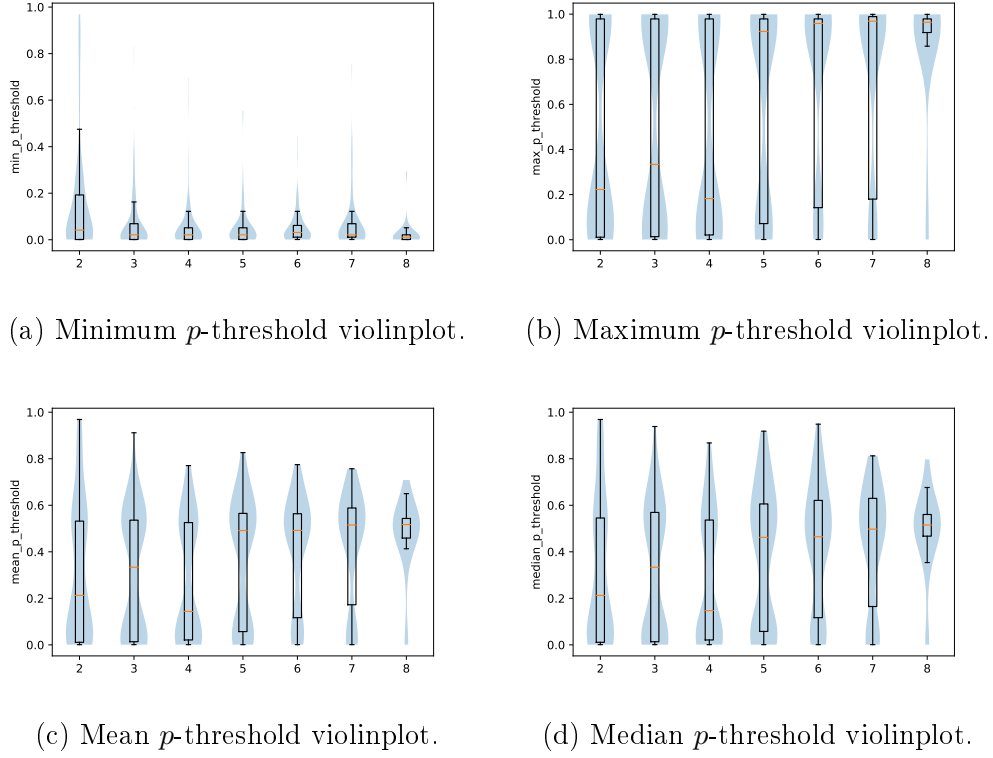 1.0
0.8
0.6
0.4
0.2
0.0
min_p_threshold
2 3 4 5 6 7 8
(a) Minimum p-threshold violinplot.
1.0
0.8
0.6
0.4
0.2
0.0
max_p_threshold
2 3 4 5 6 7 8
(b) Maximum p-threshold violinplot.
1.0
0.8
0.6
0.4
0.2
0.0
mean_p_threshold
2 3 4 5 6 7 8
(c) Mean p-threshold violinplot.
1.0
0.8
0.6
0.4
0.2
0.0
median_p_threshold
2 3 4 5 6 7 8
(d) Median p-threshold violinplot.